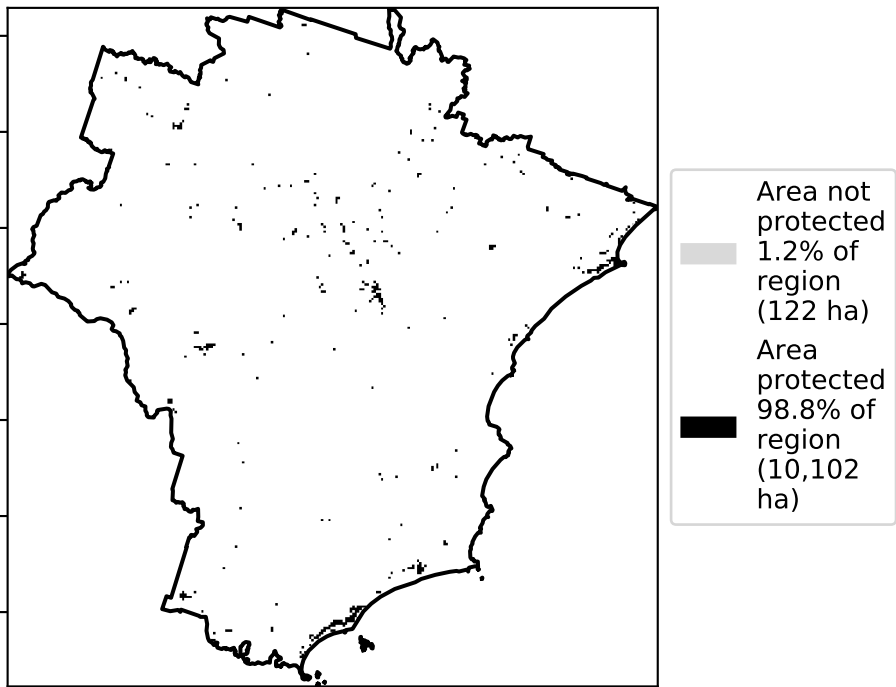 Area not
protected
1.2% of
region
(122 ha)
Area
protected
98.8% of
region
(10,102
ha)